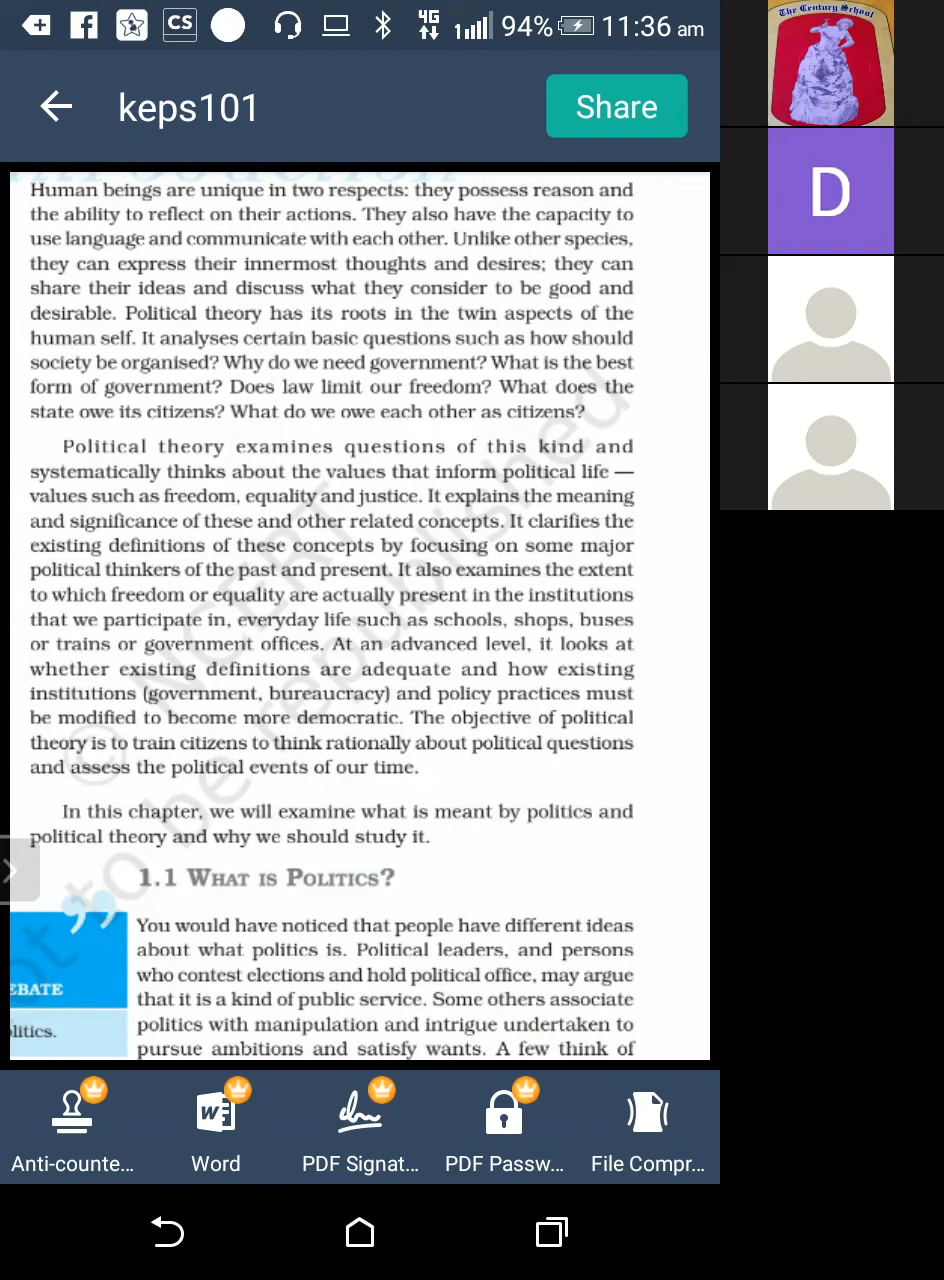 CS
4G
94%
11:36 am
The Century School
keps101
Share
D
Human beings are unique in two respects: they possess reason and
the ability to reflect on their actions. They also have the capacity to
use language and communicate with each other. Unlike other species,
they can express their innermost thoughts and desires; they can
share their ideas and discuss what they consider to be good and
desirable. Political theory has its roots in the twin aspects of the
human self. It analyses certain basic questions such as how should
society be organised? Why do we need government? What is the best
form of government? Does law limit our freedom? What does the
state owe its citizens? What do we owe each other as citizens?
Political theory examines questions of this kind and
systematically thinks about the values that inform political life —
values such as freedom, equality and justice. It explains the meaning
and significance of these and other related concepts. It clarifies the
existing definitions of these concepts by focusing on some major
political thinkers of the past and present. It also examines the extent
to which freedom or equality are actually present in the institutions
that we participate in, everyday life such as schools, shops, buses
or trains or government offices. At an advanced level, it looks at
whether existing definitions are adequate and how existing
institutions (government, bureaucracy) and policy practices must
be modified to become more democratic. The objective of political
theory is to train citizens to think rationally about political questions
and assess the political events of our time.
In this chapter, we will examine what is meant by politics and
political theory and why we should study it.
1.1 WHAT IS POLITICS?
You would have noticed that people have different ideas
about what politics is. Political leaders, and persons
who contest elections and hold political office, may argue
that it is a kind of public service. Some others associate
politics with manipulation and intrigue undertaken to
pursue ambitions and satisfy wants. A few think of
EBATE
litics.
© NCERT
to be republished
Anti-counte...
W
Word
PDF Signat...
PDF Passw...
File Compr...